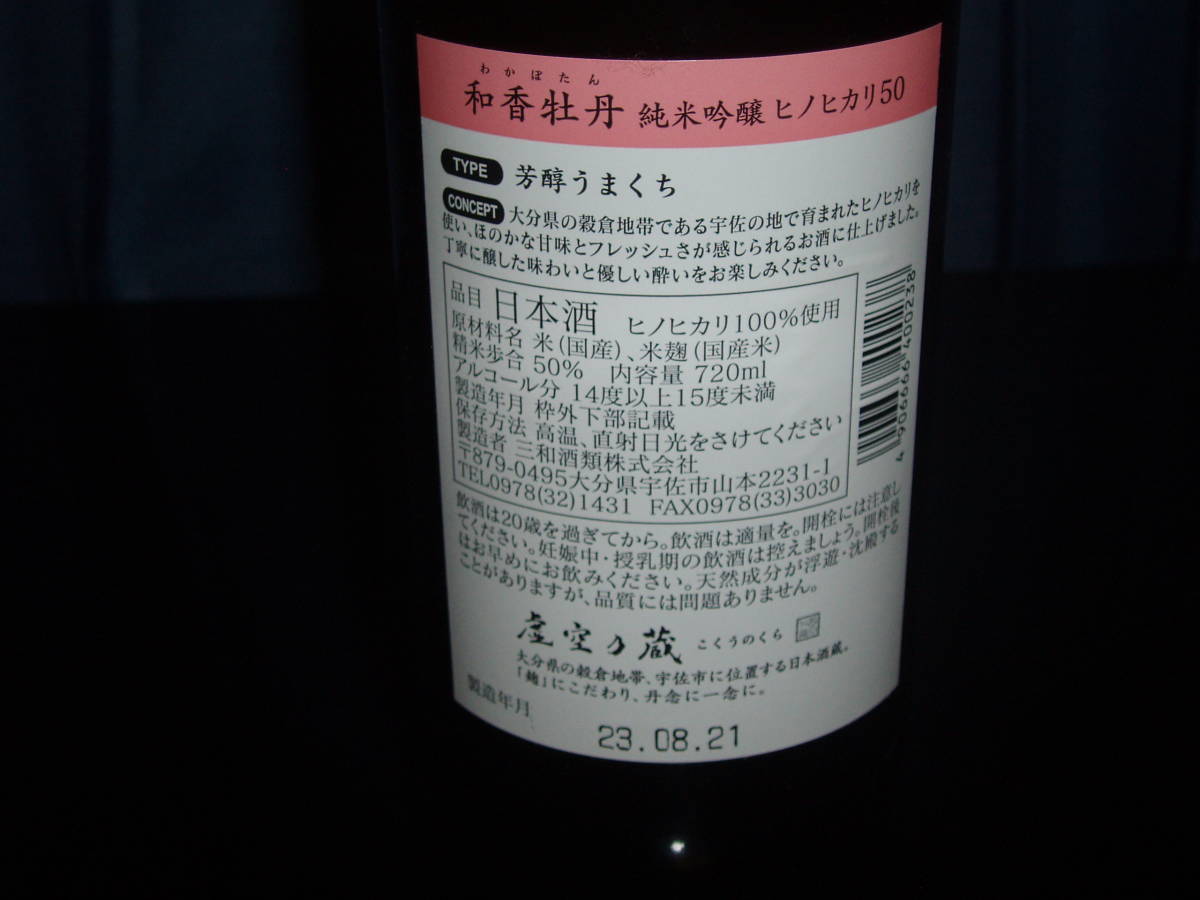 わかぼたん
和香牡丹 純米吟醸 ヒノヒカリ50
TYPE 芳醇うまくち
CONCEPT 大分県の穀倉地帯である宇佐の地で育まれたヒノヒカリを
使い、ほのかな甘味とフレッシュさが感じられるお酒に仕上げました。
丁寧に醸した味わいと優しい酔いをお楽しみください。
品目 日本酒 ヒノヒカリ100%使用
原材料名 米(国産)、米麹(国産米)
精米歩合 50% 内容量 720ml
アルコール分 14度以上15度未満
製造年月 枠外下部記載
保存方法 高温、直射日光をさけてください
製造者 三和酒類株式会社
〒879-0495大分県宇佐市山本2231-1
TEL0978(32)1431 FAX0978(33)3030
4 906666 400238
飲酒は20歳を過ぎてから。飲酒は適量を。開栓には注意し
てください。妊娠中・授乳期の飲酒は控えましょう。開栓後
はお早めにお飲みください。天然成分が浮遊・沈殿する
ことがありますが、品質には問題ありません。
虚空乃蔵 こくうのくら
大分県の穀倉地帯、宇佐市に位置する日本酒蔵。
「麹」にこだわり、丹念に一念に。
製造年月
23.08.21